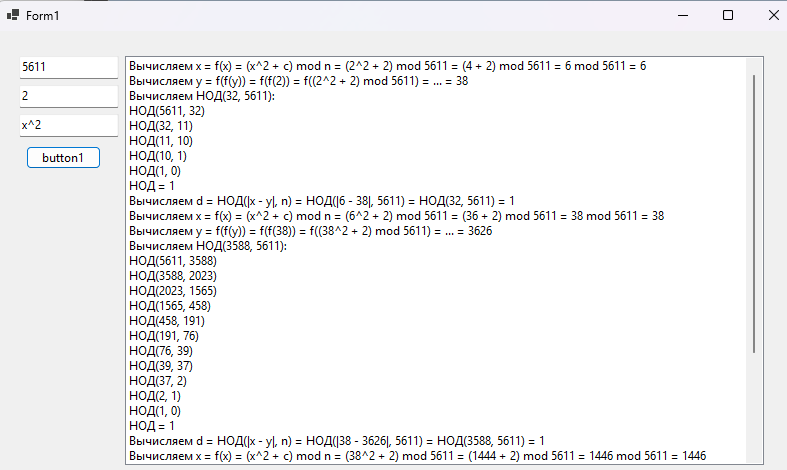 Form1
5611
2
x^2
button1
Вычисляем x = f(x) = (x^2 + c) mod n = (2^2 + 2) mod 5611 = (4 + 2) mod 5611 = 6 mod 5611 = 6
Вычисляем y = f(f(y)) = f(f(2)) = f((2^2 + 2) mod 5611) = ... = 38
Вычисляем НОД(32, 5611):
НОД(5611, 32)
НОД(32, 11)
НОД(11, 10)
НОД(10, 1)
НОД(1, 0)
НОД = 1
Вычисляем d = НОД(|x - y|, n) = НОД(|6 - 38|, 5611) = НОД(32, 5611) = 1
Вычисляем x = f(x) = (x^2 + c) mod n = (6^2 + 2) mod 5611 = (36 + 2) mod 5611 = 38 mod 5611 = 38
Вычисляем y = f(f(y)) = f(f(38)) = f((38^2 + 2) mod 5611) = ... = 3626
Вычисляем НОД(3588, 5611):
НОД(5611, 3588)
НОД(3588, 2023)
НОД(2023, 1565)
НОД(1565, 458)
НОД(458, 191)
НОД(191, 76)
НОД(76, 39)
НОД(39, 37)
НОД(37, 2)
НОД(2, 1)
НОД(1, 0)
НОД = 1
Вычисляем d = НОД(|x - y|, n) = НОД(|38 - 3626|, 5611) = НОД(3588, 5611) = 1
Вычисляем x = f(x) = (x^2 + c) mod n = (38^2 + 2) mod 5611 = (1444 + 2) mod 5611 = 1446 mod 5611 = 1446